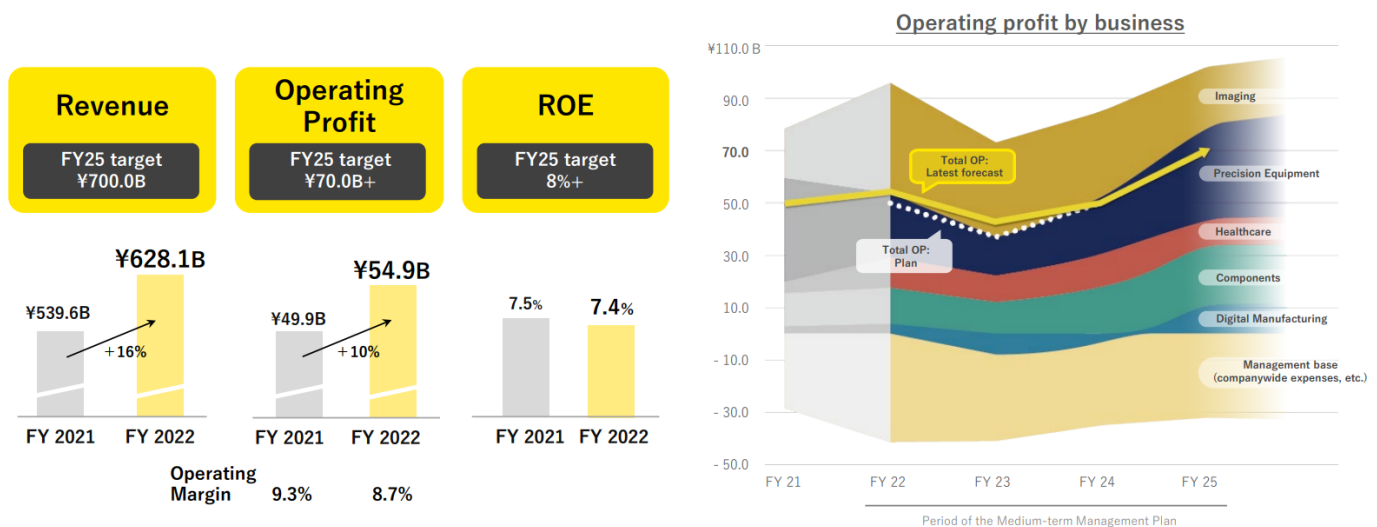 Revenue
FY25 target
¥700.0B
Operating
Profit
FY25 target
¥70.0B+
ROE
FY25 target
8%+
¥539.6B
¥628.1B
+16%
FY 2021
FY 2022
¥49.9B
¥54.9B
+10%
FY 2021
FY 2022
7.5%
7.4%
FY 2021
FY 2022
Operating
Margin
9.3%
8.7%
Operating profit by business
¥110.0 B
90.0
70.0
50.0
30.0
10.0
- 10.0
- 30.0
- 50.0
Total OP:
Latest forecast
Total OP:
Plan
Imaging
Precision Equipment
Healthcare
Components
Digital Manufacturing
Management base
(companywide expenses, etc.)
FY 21
FY 22
FY 23
FY 24
FY 25
Period of the Medium-term Management Plan